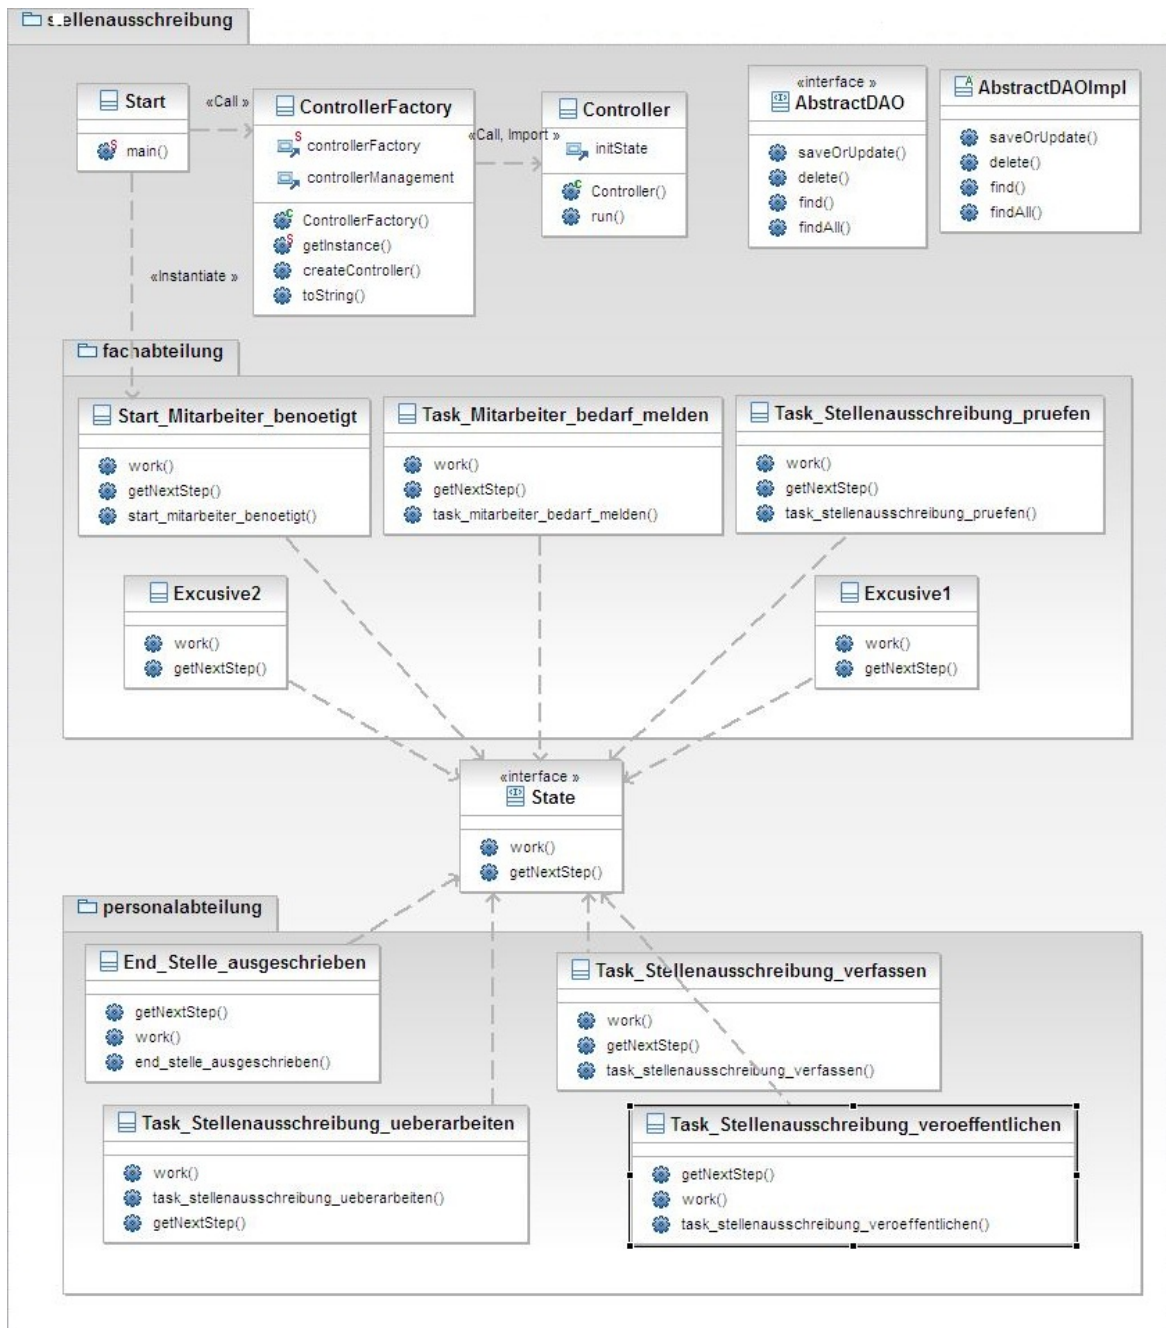 stellenausschreibung
Start
main()
«Call »
ControllerFactory
controllerFactory
controllerManagement
ControllerFactory()
getInstance()
createController()
toString()
«Call, Import »
Controller
initState
Controller()
run()
«interface »
AbstractDAO
saveOrUpdate()
delete()
find()
findAll()
AbstractDAOImpl
saveOrUpdate()
delete()
find()
findAll()
«Instantiate »
fachabteilung
Start_Mitarbeiter_benoetigt
work()
getNextStep()
start_mitarbeiter_benoetigt()
Task_Mitarbeiter_bedarf_melden
work()
getNextStep()
task_mitarbeiter_bedarf_melden()
Task_Stellenausschreibung_pruefen
work()
getNextStep()
task_stellenausschreibung_pruefen()
Excusive2
work()
getNextStep()
Excusive1
work()
getNextStep()
«interface »
State
work()
getNextStep()
personalabteilung
End_Stelle_ausgeschrieben
getNextStep()
work()
end_stelle_ausgeschrieben()
Task_Stellenausschreibung_verfassen
work()
getNextStep()
task_stellenausschreibung_verfassen()
Task_Stellenausschreibung_ueberarbeiten
work()
task_stellenausschreibung_ueberarbeiten()
getNextStep()
Task_Stellenausschreibung_veroeffentlichen
getNextStep()
work()
task_stellenausschreibung_veroeffentlichen()